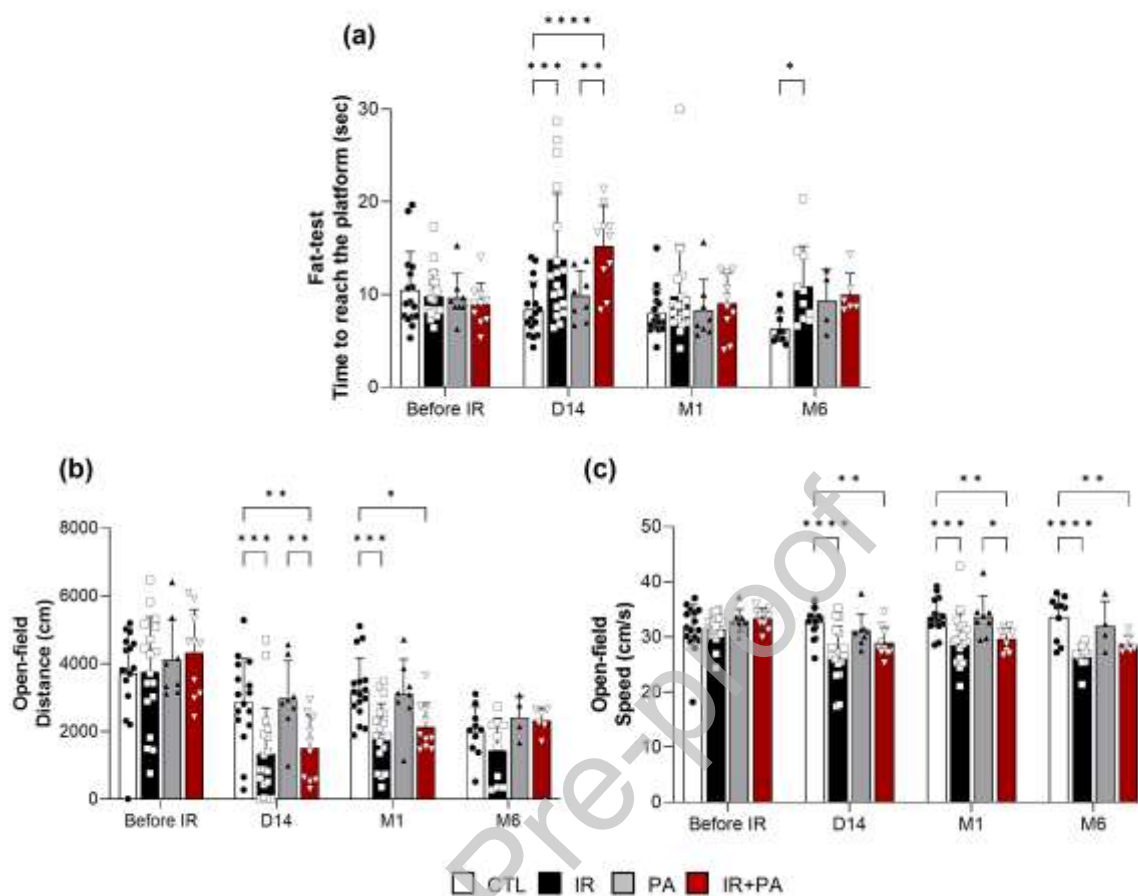 (a)
****
*** **
*
Fat-test
Time to reach the platform (sec)
30
20
10
0
Before IR D14 M1 M6
(b)
** *
*** ** ***
Open-field
Distance (cm)
8000
6000
4000
2000
0
Before IR D14 M1 M6
(c)
** ** **
**** *** * ****
Open-field
Speed (cm/s)
50
40
30
20
10
0
Before IR D14 M1 M6
Pre-proof
CTL IR PA IR+PA